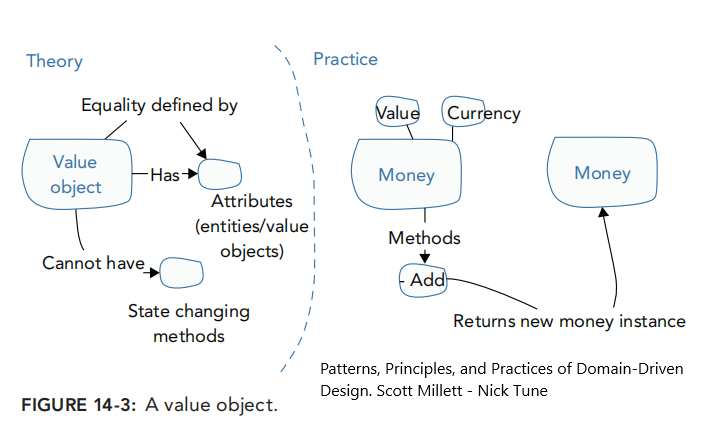 Theory
Equality defined by
Value
object
Has
Attributes
(entities/value
objects)
Cannot have
State changing
methods
Practice
Value
Currency
Money
Money
Methods
- Add
Returns new money instance
Patterns, Principles, and Practices of Domain-Driven
Design. Scott Millett - Nick Tune
FIGURE 14-3: A value object.